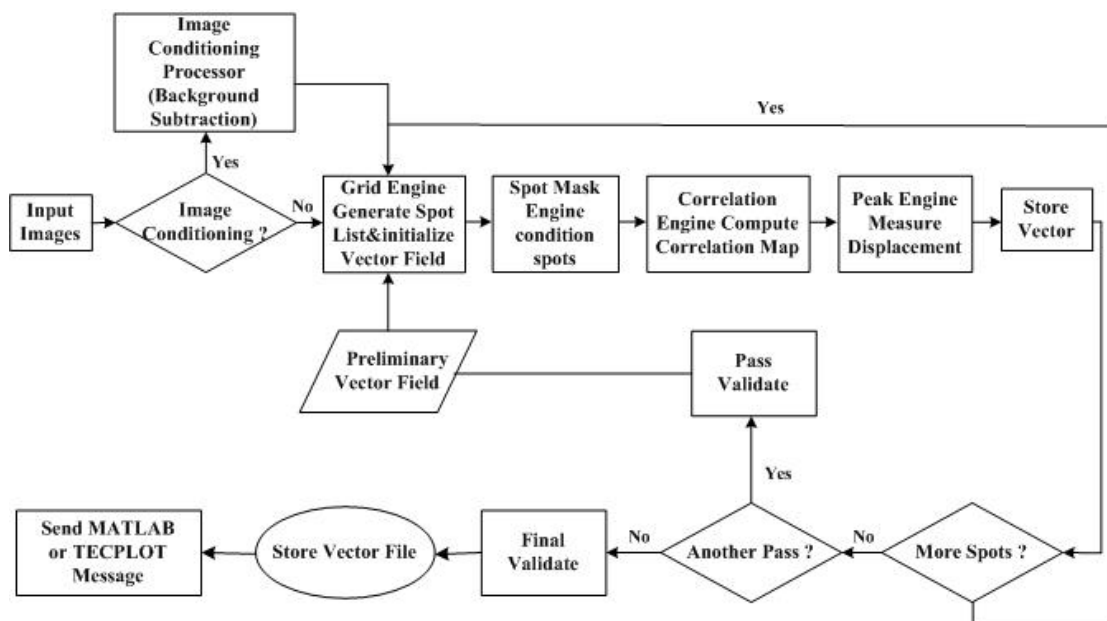 Image
Conditioning
Processor
(Background
Subtraction)
Yes
Yes
Input
Images
Image
Conditioning ?
No
Grid Engine
Generate Spot
List&initialize
Vector Field
Spot Mask
Engine
condition
spots
Correlation
Engine Compute
Correlation Map
Peak Engine
Measure
Displacement
Store
Vector
Preliminary
Vector Field
Pass
Validate
Yes
Send MATLAB
or TECPLOT
Message
Store Vector File
Final
Validate
No
Another Pass ?
No
More Spots ?